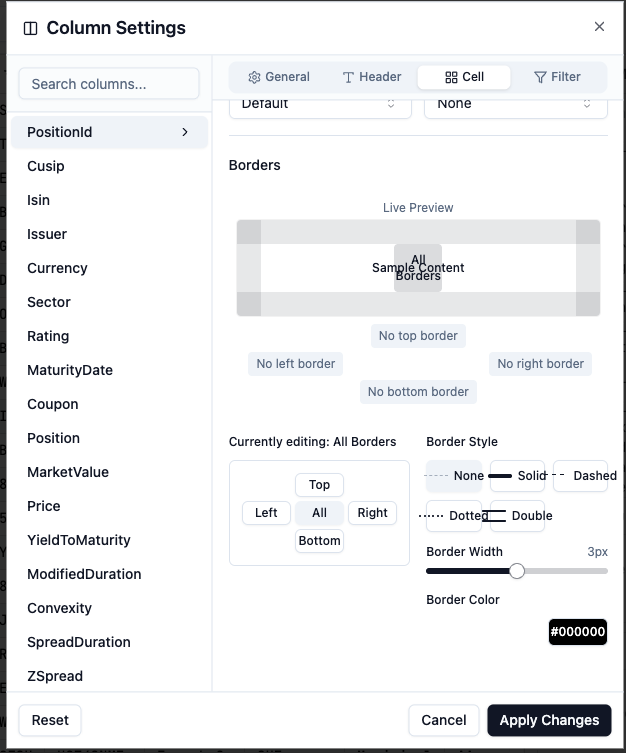 Column Settings
Search columns...
General
Header
Cell
Filter
Default
None
PositionId
Cusip
Isin
Issuer
Currency
Sector
Rating
MaturityDate
Coupon
Position
MarketValue
Price
YieldToMaturity
ModifiedDuration
Convexity
SpreadDuration
ZSpread
Borders
Live Preview
All
Sample Content
Borders
No top border
No left border
No right border
No bottom border
Currently editing: All Borders
Top
Left
All
Right
Bottom
Border Style
None
Solid
Dashed
Dotted
Double
Border Width
3px
Border Color
#000000
Reset
Cancel
Apply Changes